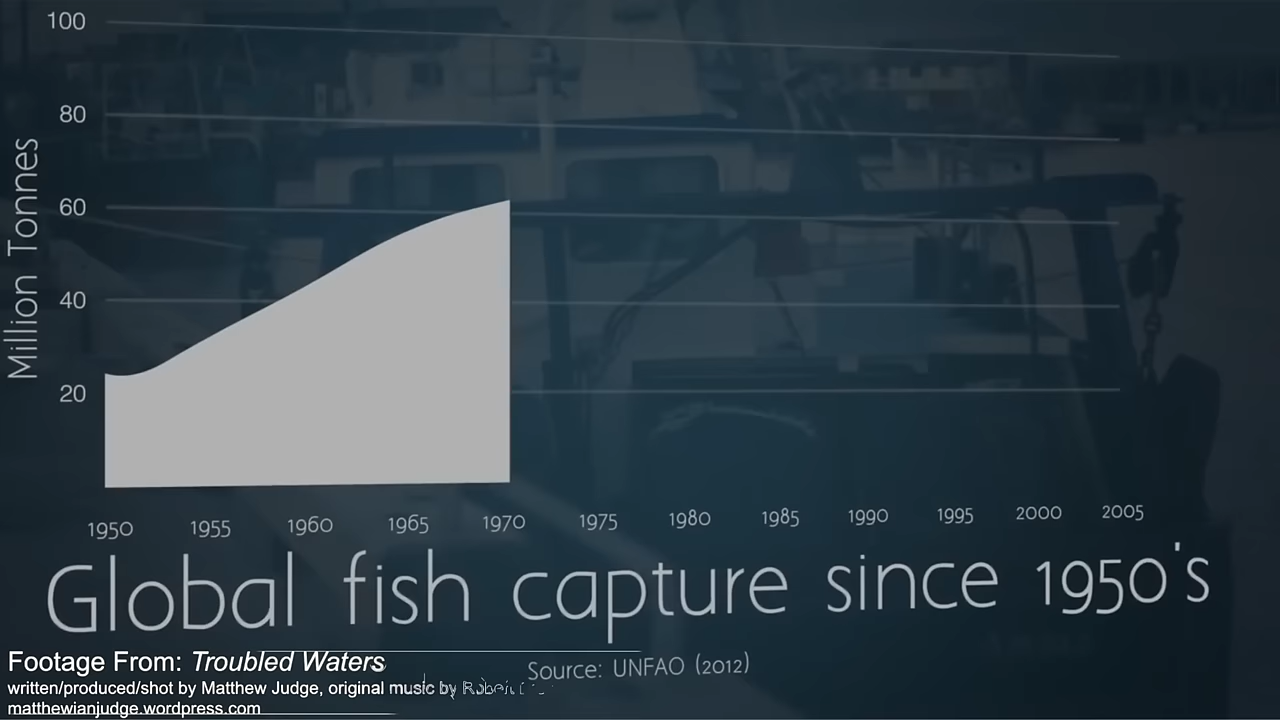 100
80
60
40
20
Million Tonnes
1950 1955 1960 1965 1970 1975 1980 1985 1990 1995 2000 2005
Global fish capture since 1950's
Footage From: Troubled Waters
Source: UNFAO (2012)
written/produced/shot by Matthew Judge, original music by
matthewianjudge.wordpress.com